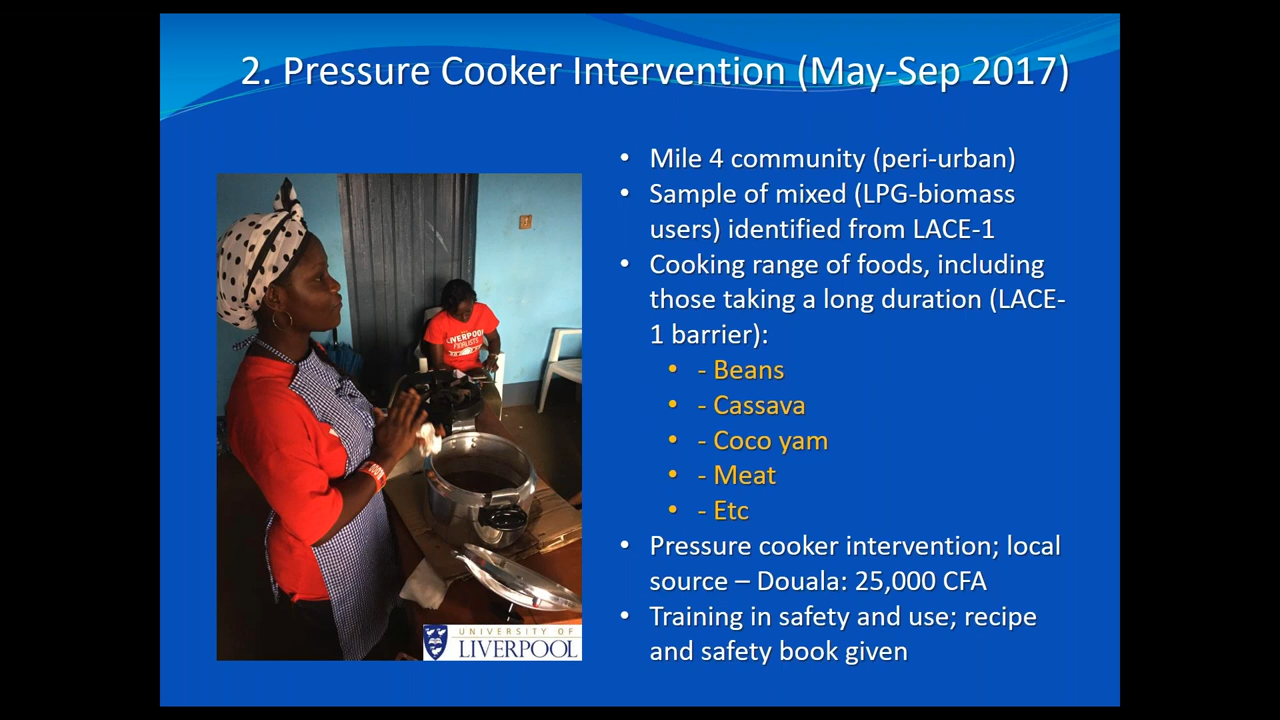 2. Pressure Cooker Intervention (May-Sep 2017)
• Mile 4 community (peri-urban)
• Sample of mixed (LPG-biomass
users) identified from LACE-1
• Cooking range of foods, including
those taking a long duration (LACE-
1 barrier):
• - Beans
• - Cassava
• - Coco yam
• - Meat
• - Etc
• Pressure cooker intervention; local
source – Douala: 25,000 CFA
• Training in safety and use; recipe
and safety book given
LIVERPOOL
FINALISTS
UNIVERSITY OF
LIVERPOOL